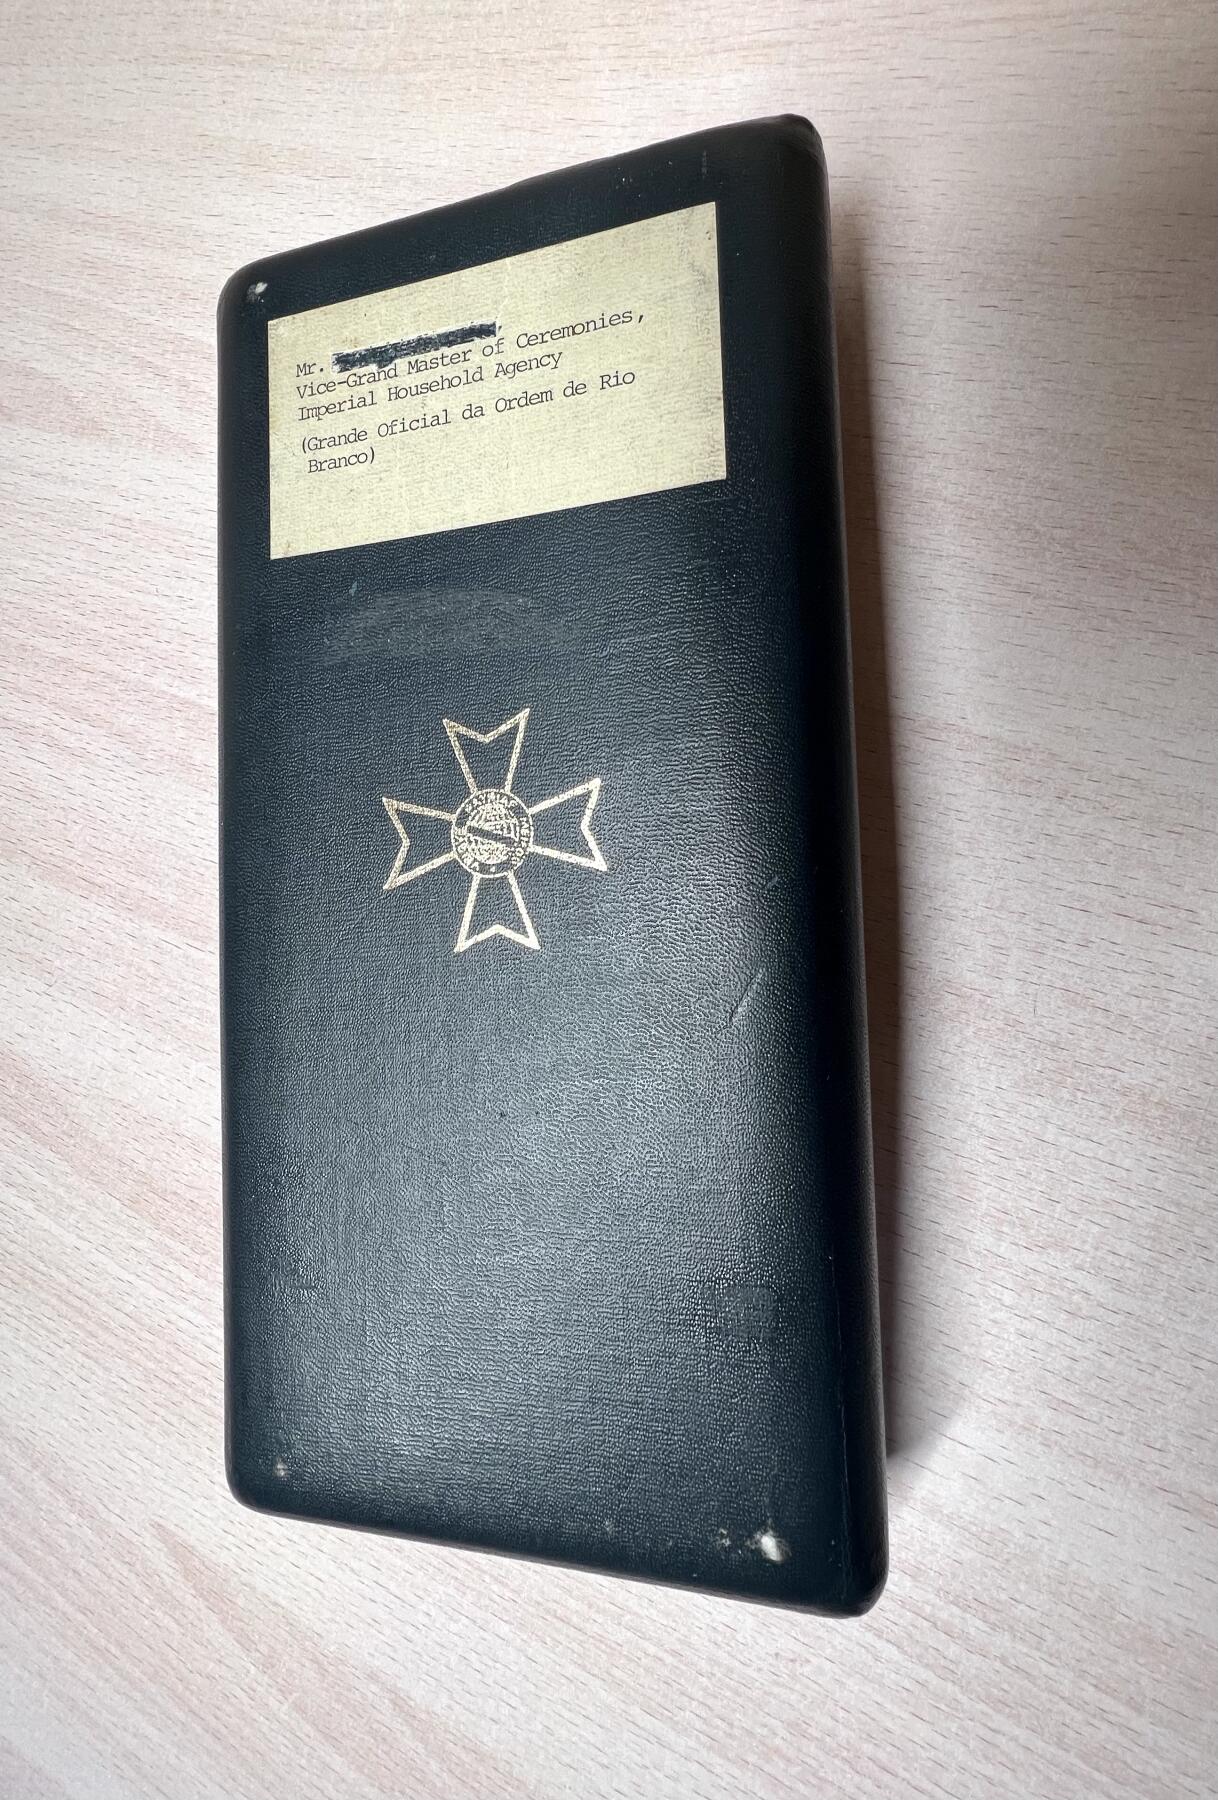 Mr.
Vice-Grand Master of Ceremonies,
Imperial Household Agency
(Grande Oficial da Ordem de Rio
Branco)